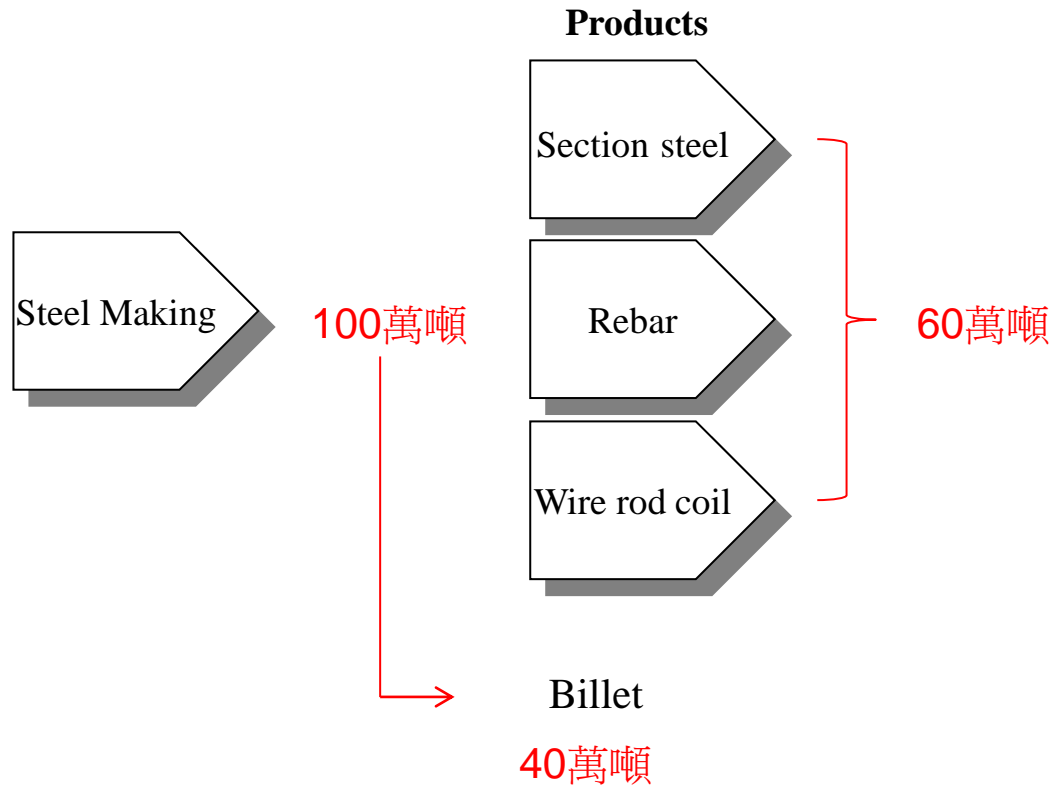 Products
Section steel
Steel Making
100萬噸
Rebar
60萬噸
Wire rod coil
Billet
40萬噸